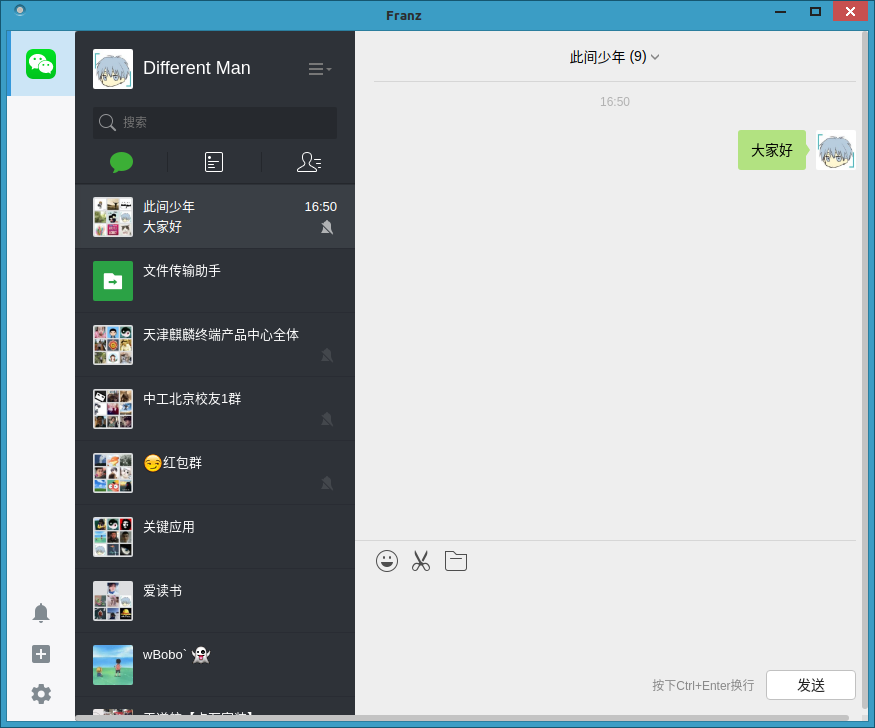 Franz
Different Man
搜索
此间少年
16:50
大家好
文件传输助手
天津麒麟终端产品中心全体
中工北京校友1群
😏红包群
关键应用
爱读书
wBobo` 👻
此间少年 (9)
16:50
大家好
按下Ctrl+Enter换行
发送